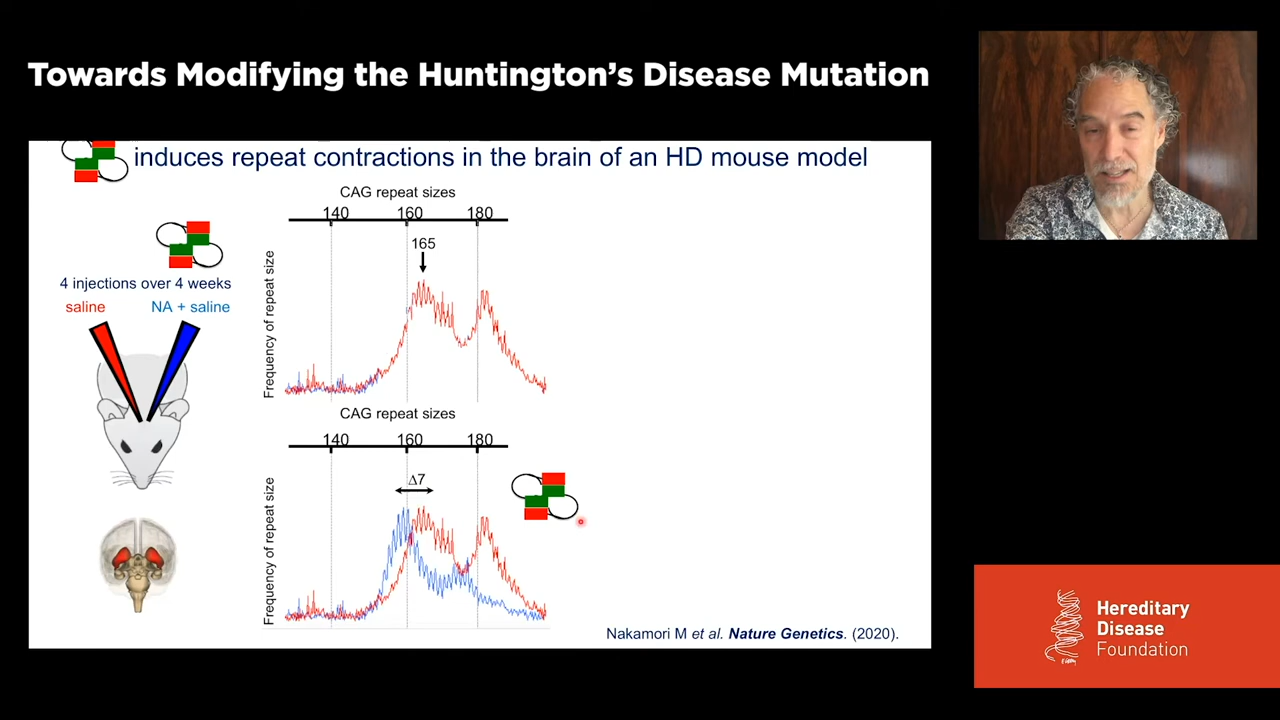 Towards Modifying the Huntington's Disease Mutation
induces repeat contractions in the brain of an HD mouse model
4 injections over 4 weeks
saline NA + saline
CAG repeat sizes
140 160 180
165
Frequency of repeat size
CAG repeat sizes
140 160 180
Δ7
Frequency of repeat size
Nakamori M et al. Nature Genetics. (2020).
Hereditary
Disease
Foundation